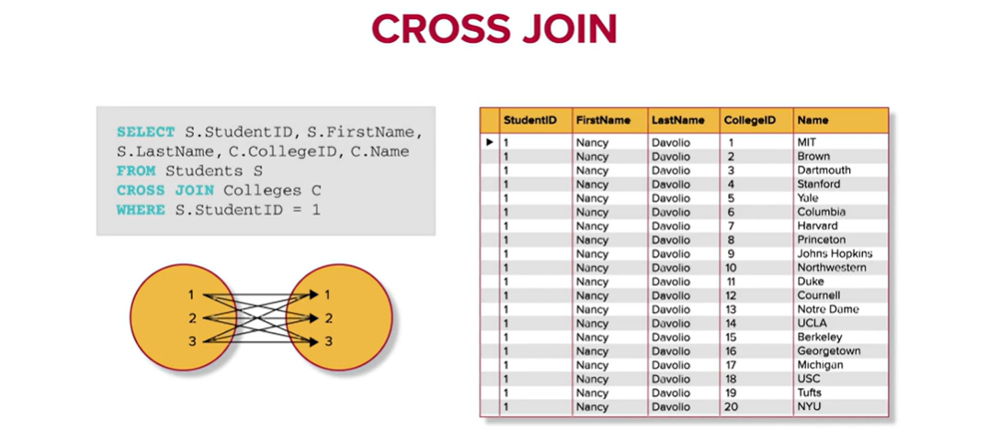 CROSS JOIN
SELECT S.StudentID, S.FirstName,
S.LastName, C.CollegeID, C.Name
FROM Students S
CROSS JOIN Colleges C
WHERE S.StudentID = 1
1 1
2 2
3 3
StudentID FirstName LastName CollegeID Name
1 Nancy Davolio 1 MIT
1 Nancy Davolio 2 Brown
1 Nancy Davolio 3 Dartmouth
1 Nancy Davolio 4 Stanford
1 Nancy Davolio 5 Yale
1 Nancy Davolio 6 Columbia
1 Nancy Davolio 7 Harvard
1 Nancy Davolio 8 Princeton
1 Nancy Davolio 9 Johns Hopkins
1 Nancy Davolio 10 Northwestern
1 Nancy Davolio 11 Duke
1 Nancy Davolio 12 Cournell
1 Nancy Davolio 13 Notre Dame
1 Nancy Davolio 14 UCLA
1 Nancy Davolio 15 Berkeley
1 Nancy Davolio 16 Georgetown
1 Nancy Davolio 17 Michigan
1 Nancy Davolio 18 USC
1 Nancy Davolio 19 Tufts
1 Nancy Davolio 20 NYU